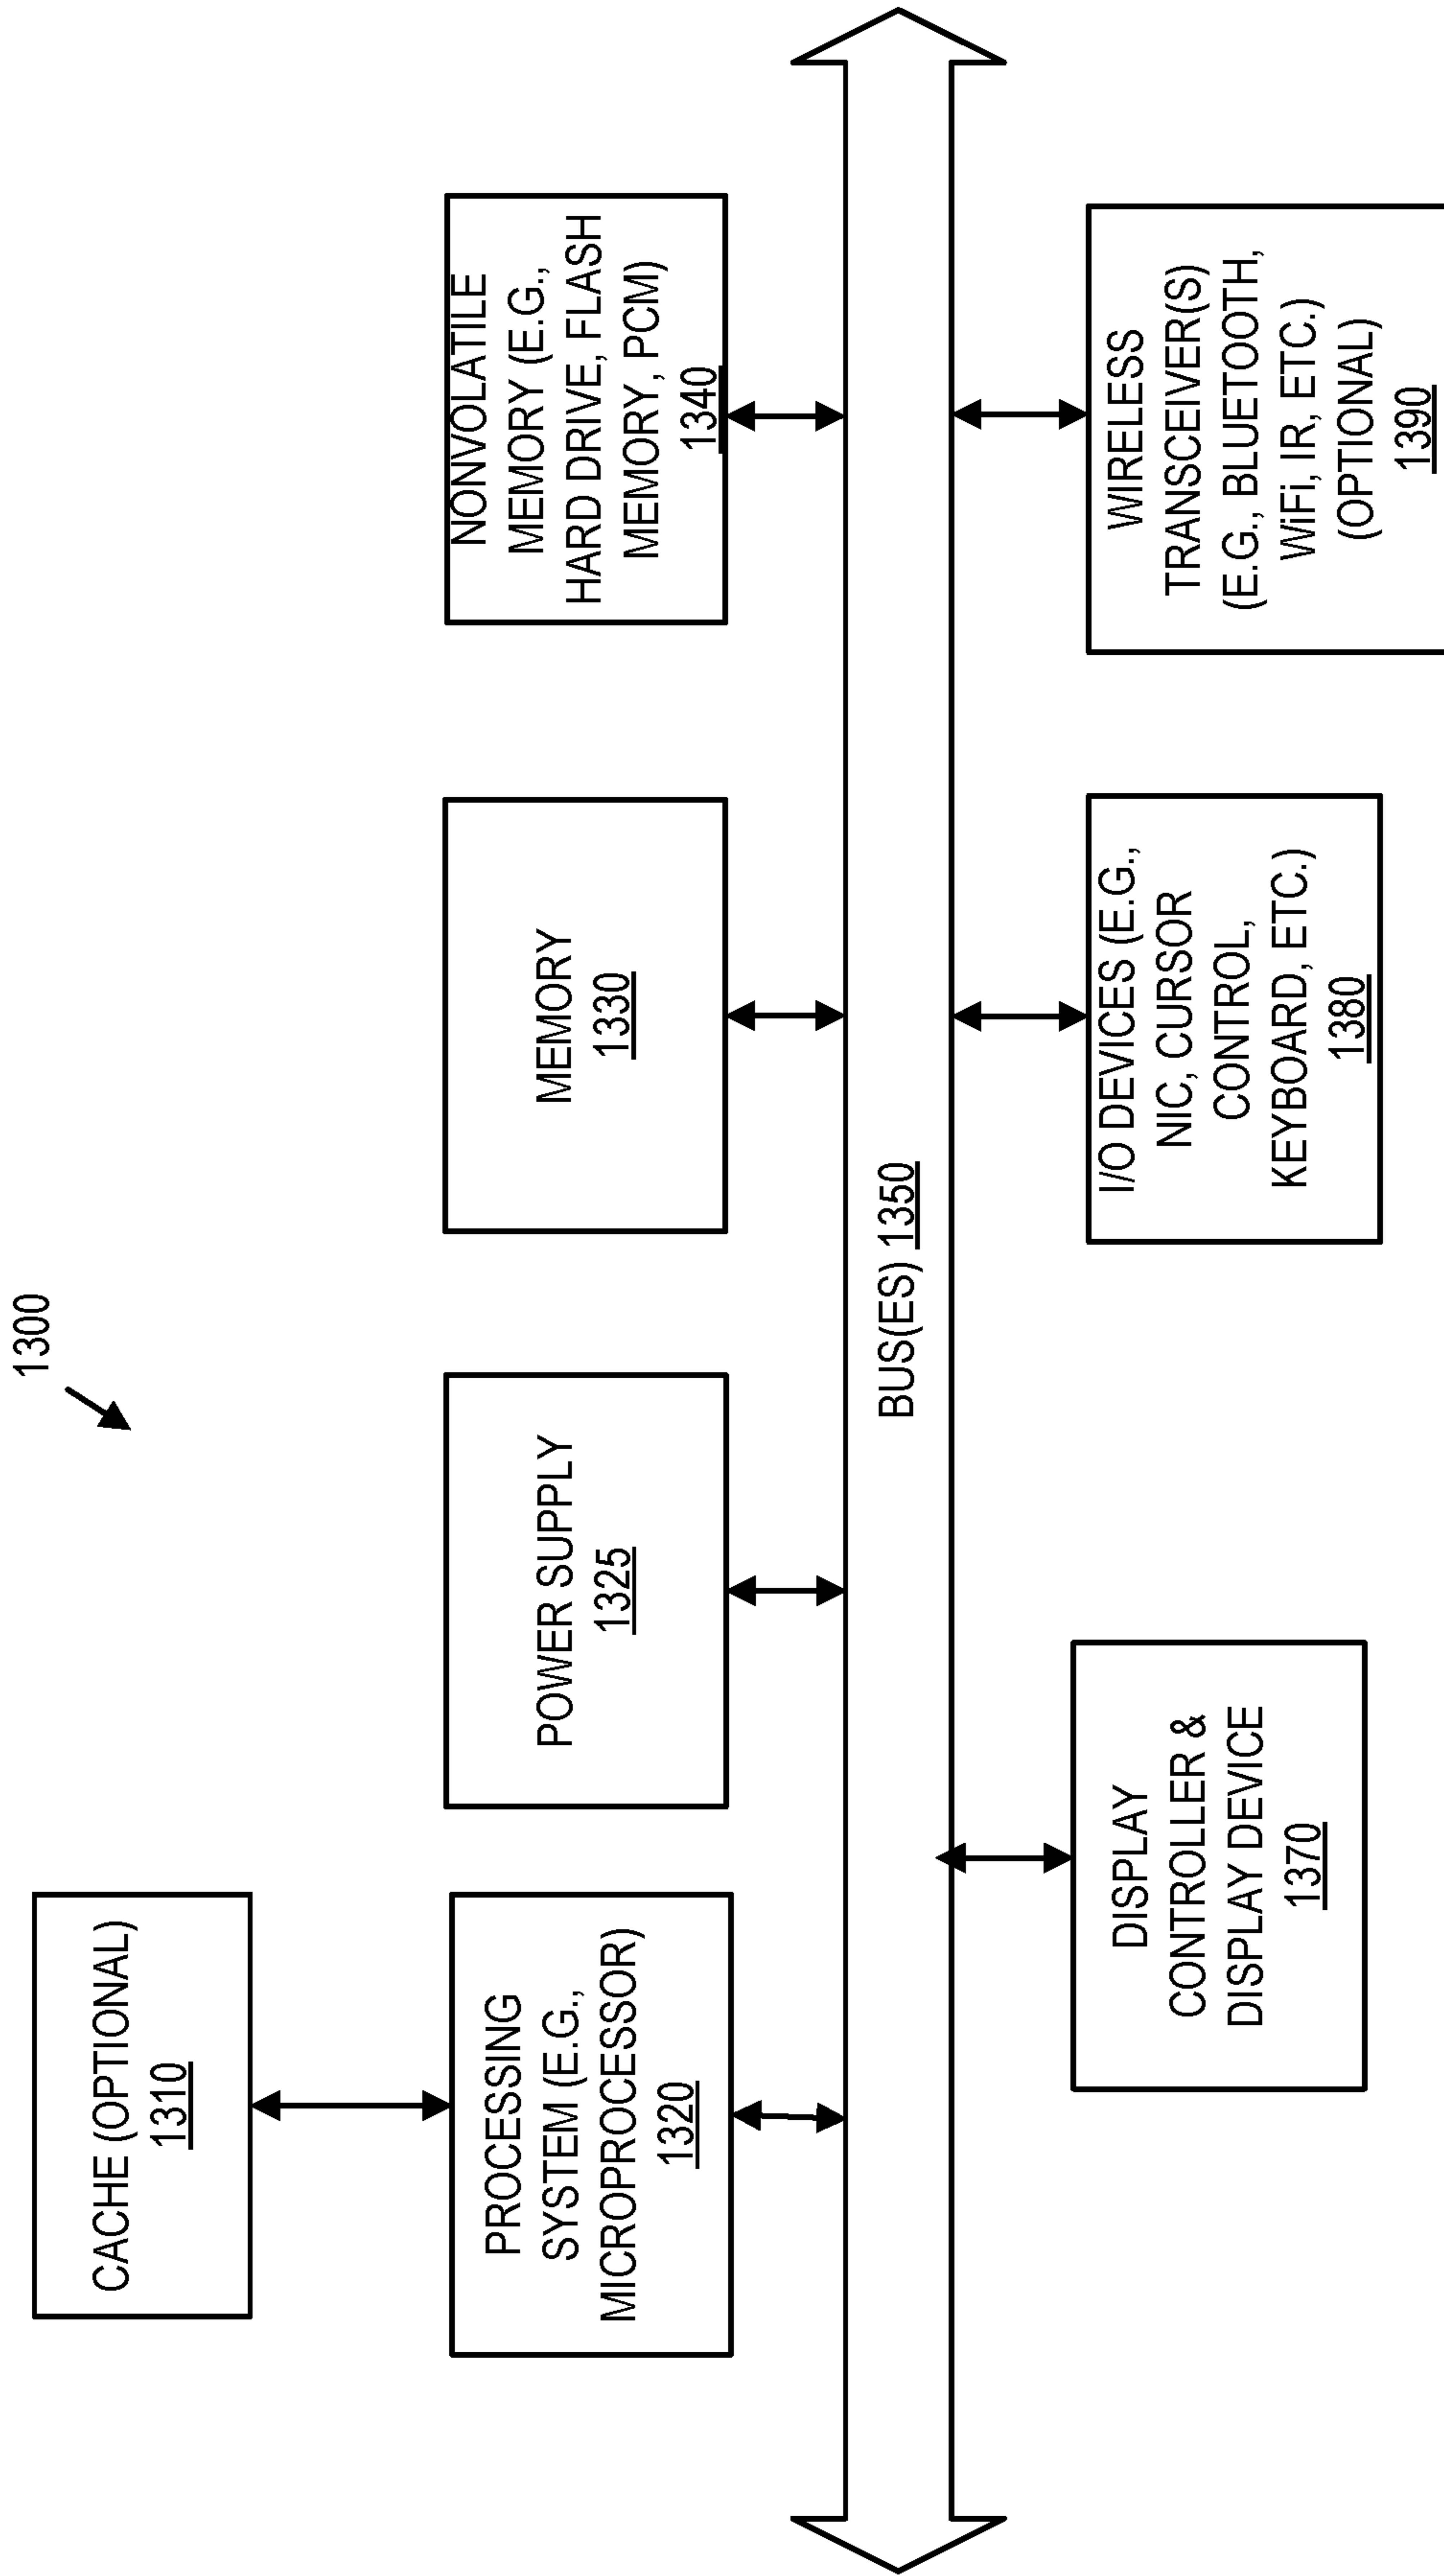 1300
CACHE (OPTIONAL)
1310
PROCESSING
SYSTEM (E.G.,
MICROPROCESSOR)
1320
POWER SUPPLY
1325
MEMORY
1330
NONVOLATILE
MEMORY (E.G.,
HARD DRIVE, FLASH
MEMORY, PCM)
1340
BUS(ES) 1350
DISPLAY
CONTROLLER &
DISPLAY DEVICE
1370
I/O DEVICES (E.G.,
NIC, CURSOR
CONTROL,
KEYBOARD, ETC.)
1380
WIRELESS
TRANSCEIVER(S)
(E.G., BLUETOOTH,
WiFi, IR, ETC.)
(OPTIONAL)
1390